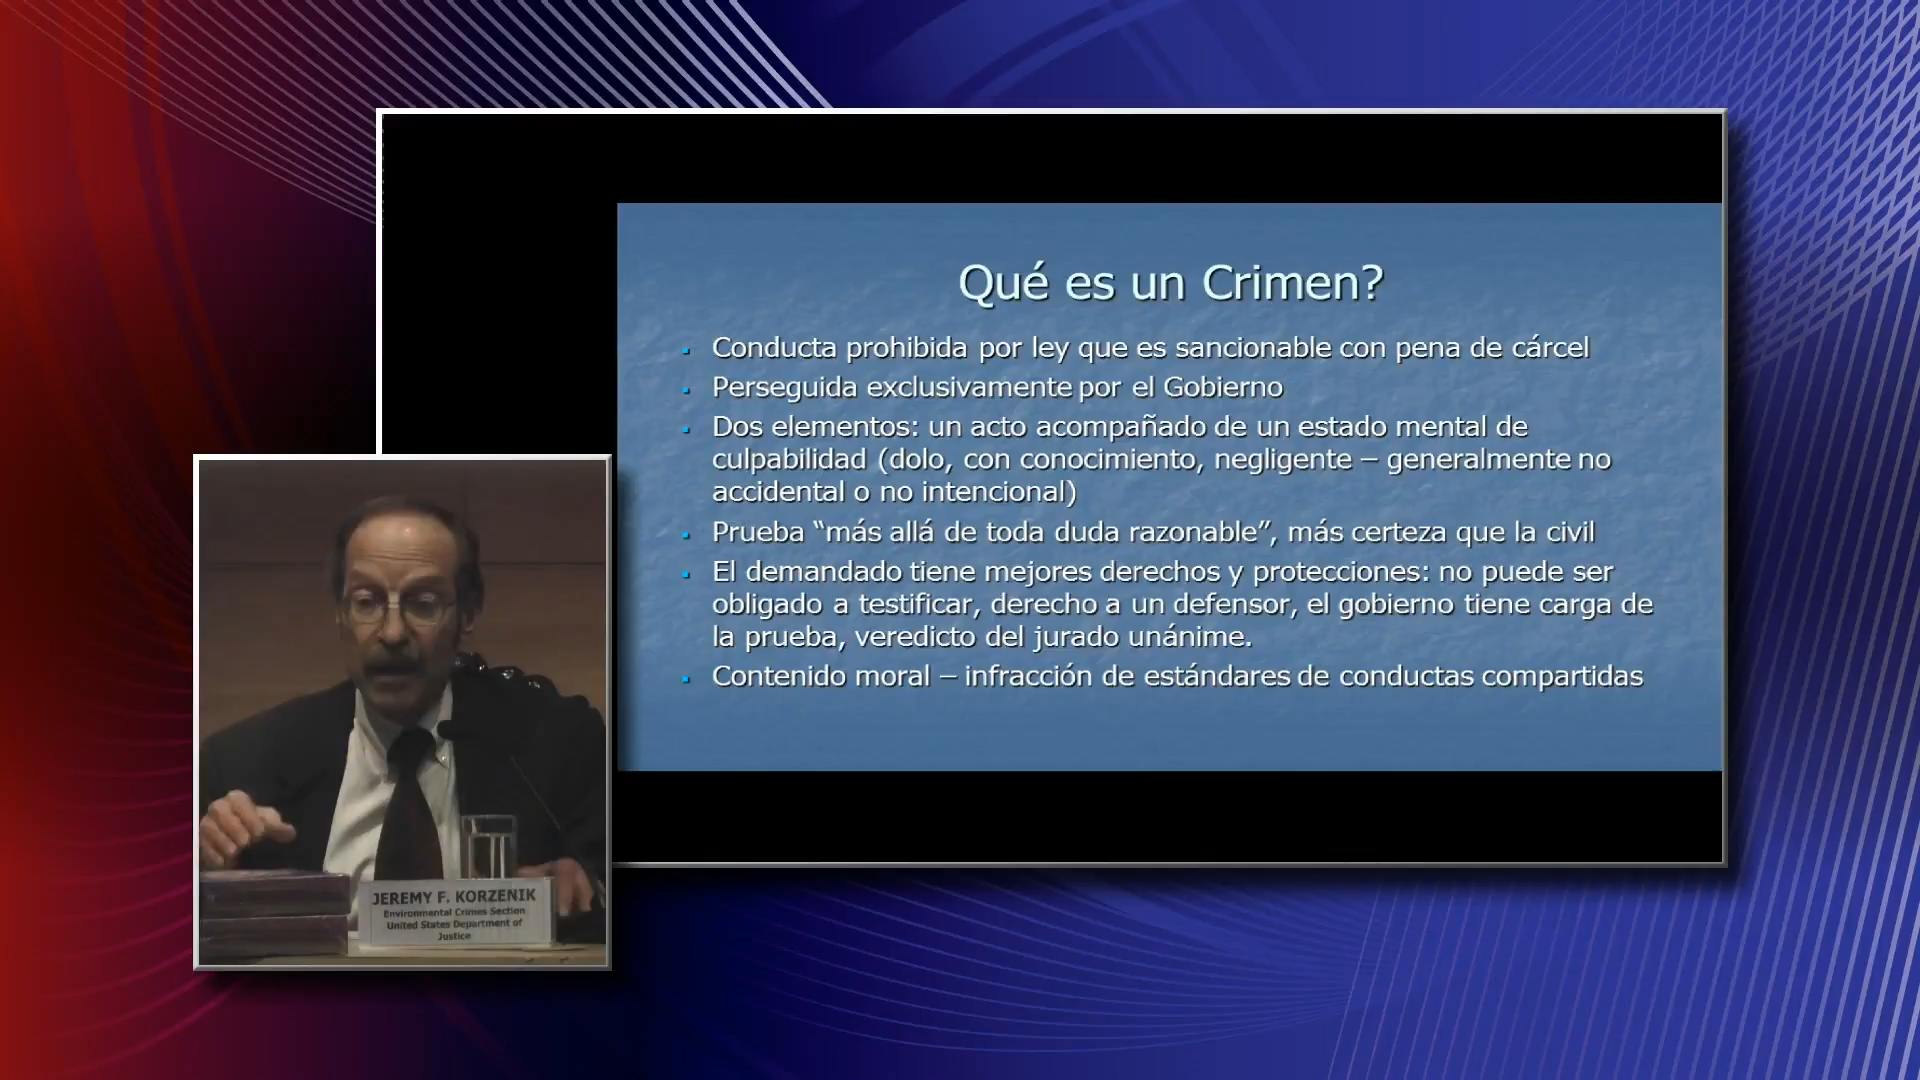 Qué es un Crimen?
Conducta prohibida por ley que es sancionable con pena de cárcel
Perseguida exclusivamente por el Gobierno
Dos elementos: un acto acompañado de un estado mental de
culpabilidad (dolo, con conocimiento, negligente – generalmente no
accidental o no intencional)
Prueba “más allá de toda duda razonable”, más certeza que la civil
El demandado tiene mejores derechos y protecciones: no puede ser
obligado a testificar, derecho a un defensor, el gobierno tiene carga de
la prueba, veredicto del jurado unánime.
Contenido moral – infracción de estándares de conductas compartidas
JEREMY F. KORZENIK
Environmental Crimes Section
United States Department of
Justice